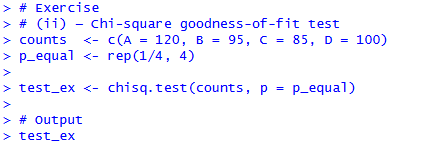 > # Exercise
> # (ii) – Chi-square goodness-of-fit test
> counts  <- c(A = 120, B = 95, C = 85, D = 100)
> p_equal <- rep(1/4, 4)
>
> test_ex <- chisq.test(counts, p = p_equal)
>
> # Output
> test_ex